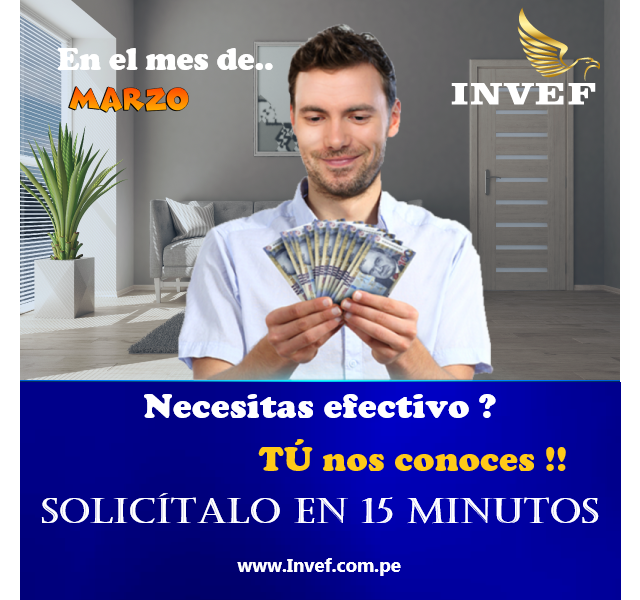 En el mes de..
MARZO
INVEF
Necesitas efectivo ?
TÚ nos conoces !!
SOLICÍTALO EN 15 MINUTOS
www.Invef.com.pe